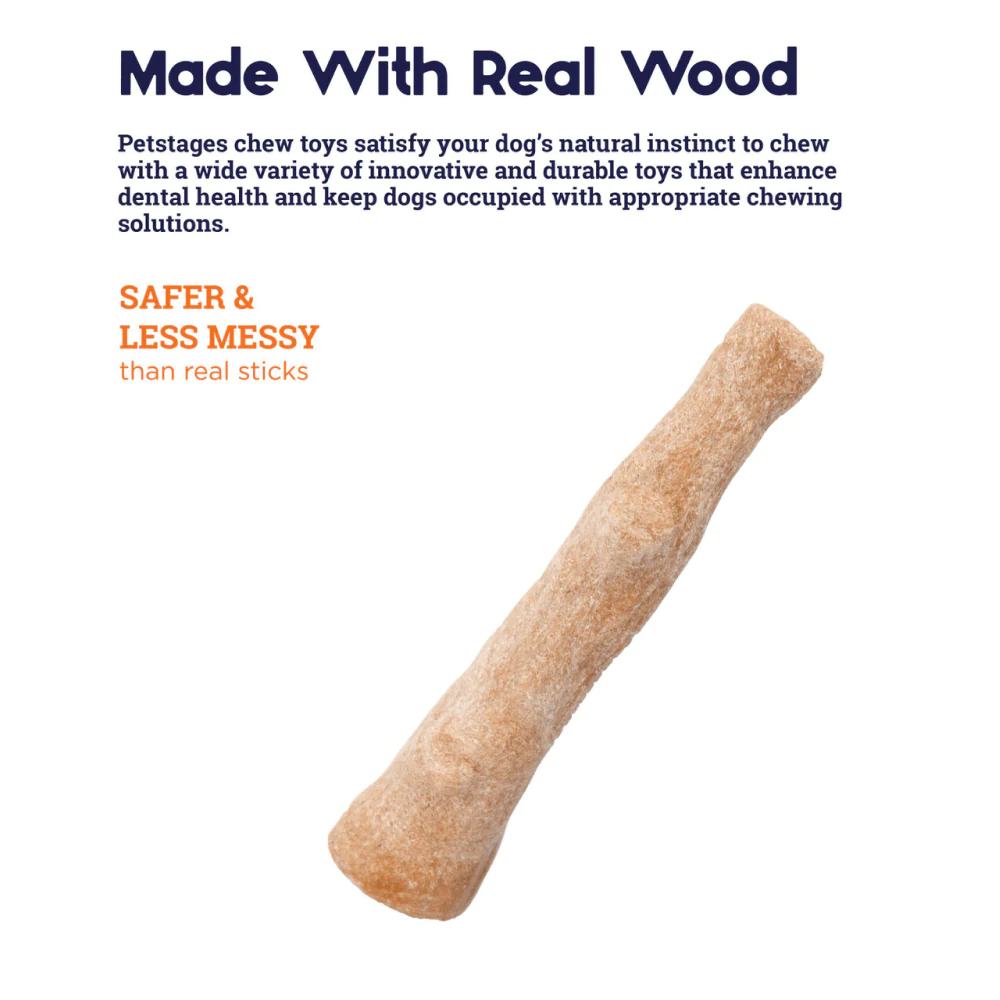 Made With Real Wood
Petstages chew toys satisfy your dog’s natural instinct to chew
with a wide variety of innovative and durable toys that enhance
dental health and keep dogs occupied with appropriate chewing
solutions.
SAFER &
LESS MESSY
than real sticks